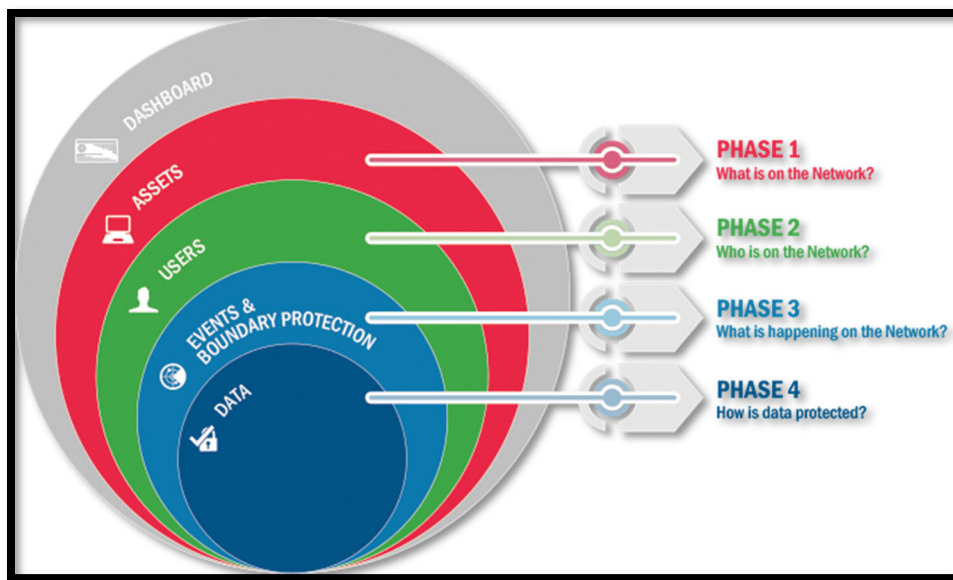 DASHBOARD
ASSETS
USERS
EVENTS &
BOUNDARY PROTECTION
DATA
PHASE 1
What is on the Network?
PHASE 2
Who is on the Network?
PHASE 3
What is happening on the Network?
PHASE 4
How is data protected?